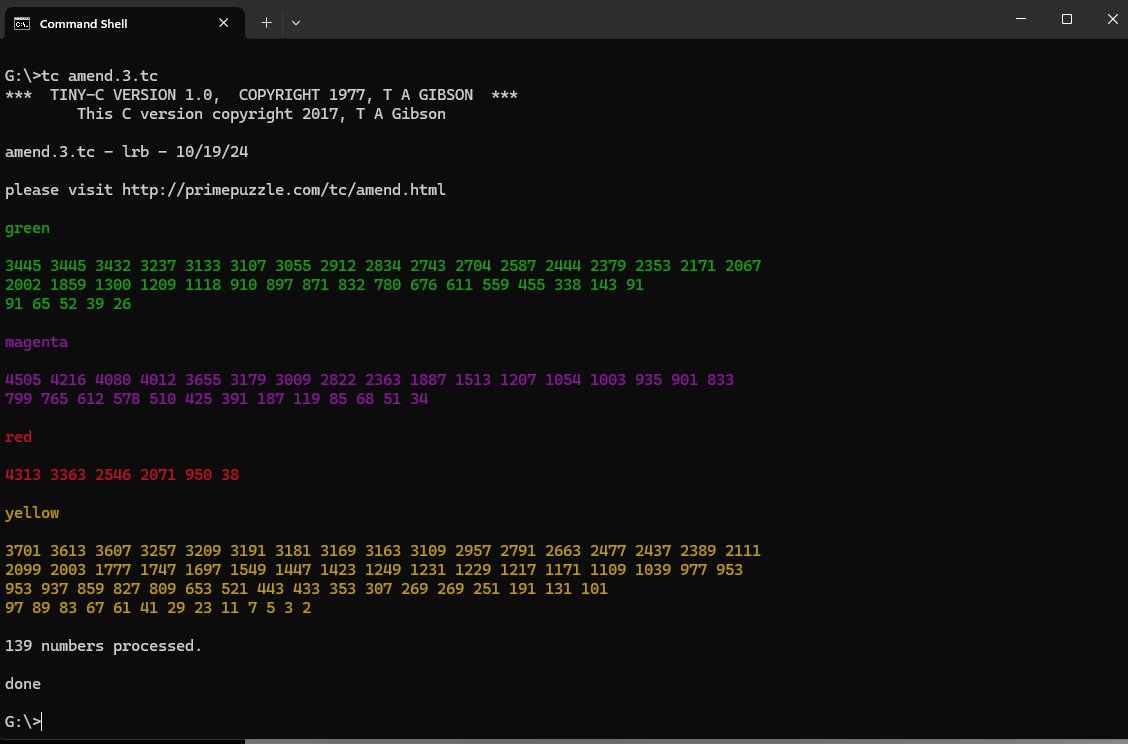 Command Shell
G:\>tc amend.3.tc
***  TINY-C VERSION 1.0,  COPYRIGHT 1977, T A GIBSON  ***
        This C version copyright 2017, T A Gibson
amend.3.tc - lrb - 10/19/24
please visit http://primepuzzle.com/tc/amend.html
green
3445 3445 3432 3237 3133 3107 3055 2912 2834 2743 2704 2587 2444 2379 2353 2171 2067
2002 1859 1300 1209 1118 910 897 871 832 780 676 611 559 455 338 143 91
91 65 52 39 26
magenta
4505 4216 4080 4012 3655 3179 3009 2822 2363 1887 1513 1207 1054 1003 935 901 833
799 765 612 578 510 425 391 187 119 85 68 51 34
red
4313 3363 2546 2071 950 38
yellow
3701 3613 3607 3257 3209 3191 3181 3169 3163 3109 2957 2791 2663 2477 2437 2389 2111
2099 2003 1777 1747 1697 1549 1447 1423 1249 1231 1229 1217 1171 1109 1039 977 953
953 937 859 827 809 653 521 443 433 353 307 269 269 251 191 131 101
97 89 83 67 61 41 29 23 11 7 5 3 2
139 numbers processed.
done
G:\>